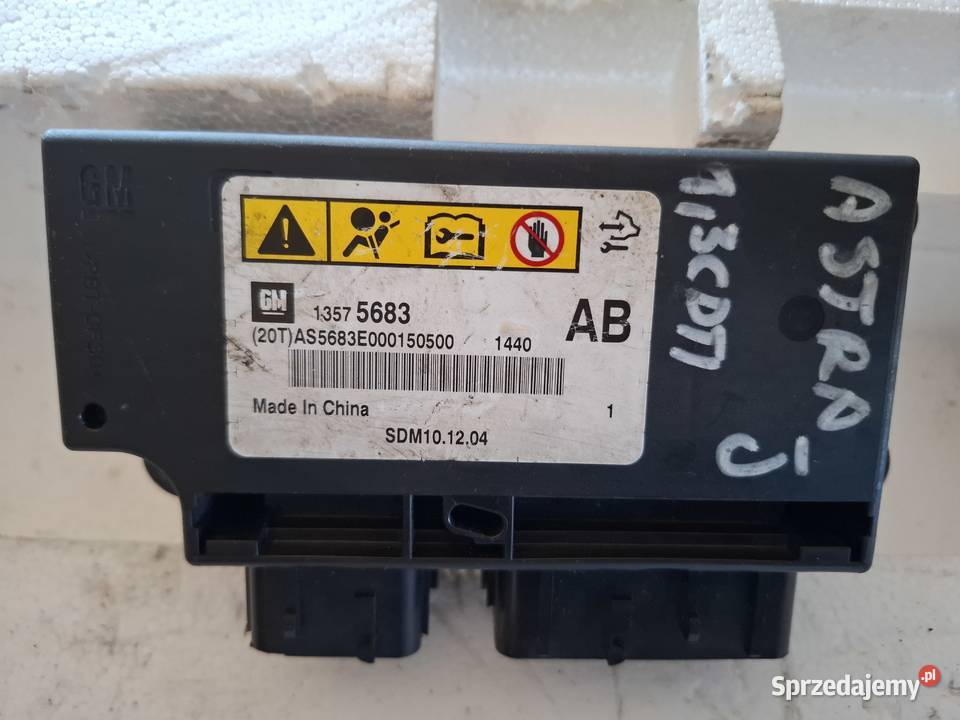 GM
GM 1357 5683 AB
(20T)AS5683E000150500 1440
Made In China 1
SDM10.12.04
1,3CDTI
ASTRA J
Sprzedajemy.pl